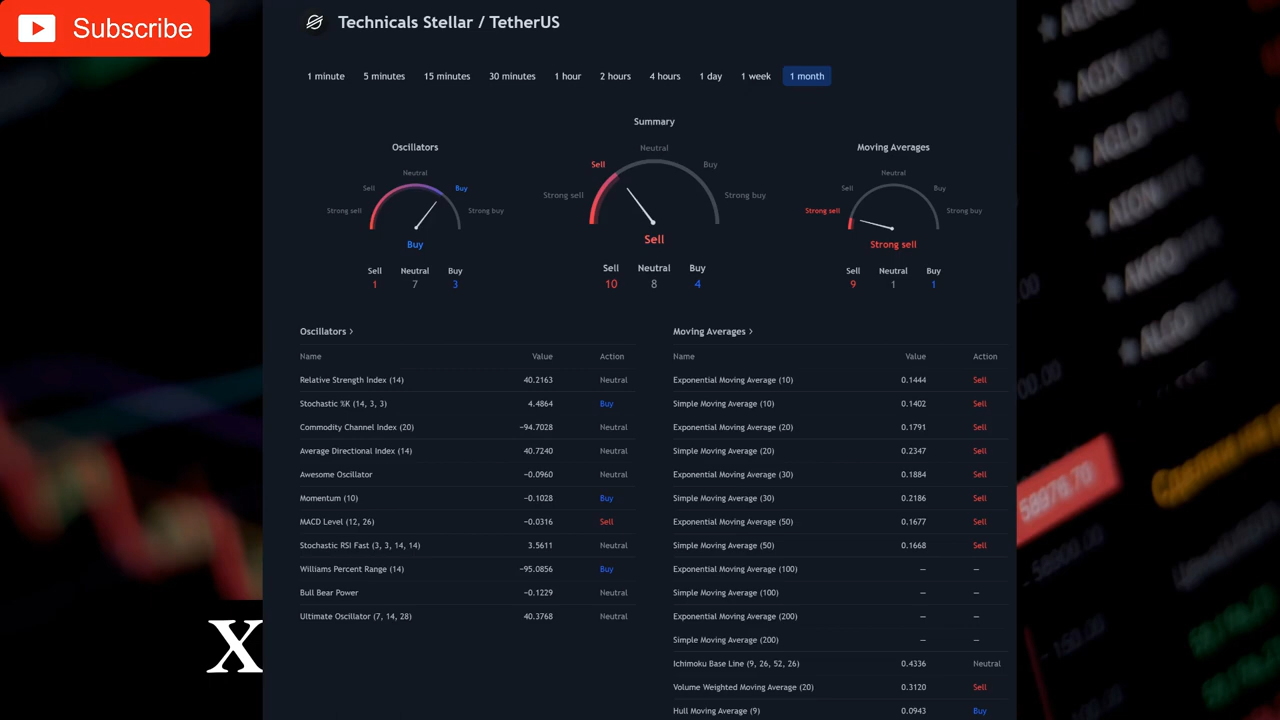 Subscribe
Technicals Stellar / TetherUS
1 minute 5 minutes 15 minutes 30 minutes 1 hour 2 hours 4 hours 1 day 1 week 1 month
Summary
Oscillators
Moving Averages
Neutral
Sell Buy
Strong sell Strong buy
Buy
Sell Neutral Buy
1 7 3
Neutral
Sell Buy
Strong sell Strong buy
Sell
Sell Neutral Buy
10 8 4
Neutral
Sell Buy
Strong sell Strong buy
Strong sell
Sell Neutral Buy
9 1 1
Oscillators >
Name Value Action
Relative Strength Index (14) 40.2163 Neutral
Stochastic %K (14, 3, 3) 4.4864 Buy
Commodity Channel Index (20) −94.7028 Neutral
Average Directional Index (14) 40.7240 Neutral
Awesome Oscillator −0.0960 Neutral
Momentum (10) −0.1028 Buy
MACD Level (12, 26) −0.0316 Sell
Stochastic RSI Fast (3, 3, 14, 14) 3.5611 Neutral
Williams Percent Range (14) −95.0856 Buy
Bull Bear Power −0.1229 Neutral
Ultimate Oscillator (7, 14, 28) 40.3768 Neutral
Moving Averages >
Name Value Action
Exponential Moving Average (10) 0.1444 Sell
Simple Moving Average (10) 0.1402 Sell
Exponential Moving Average (20) 0.1791 Sell
Simple Moving Average (20) 0.2347 Sell
Exponential Moving Average (30) 0.1884 Sell
Simple Moving Average (30) 0.2186 Sell
Exponential Moving Average (50) 0.1677 Sell
Simple Moving Average (50) 0.1668 Sell
Exponential Moving Average (100) — —
Simple Moving Average (100) — —
Exponential Moving Average (200) — —
Simple Moving Average (200) — —
Ichimoku Base Line (9, 26, 52, 26) 0.4336 Neutral
Volume Weighted Moving Average (20) 0.3120 Sell
Hull Moving Average (9) 0.0943 Buy
X
58976.70